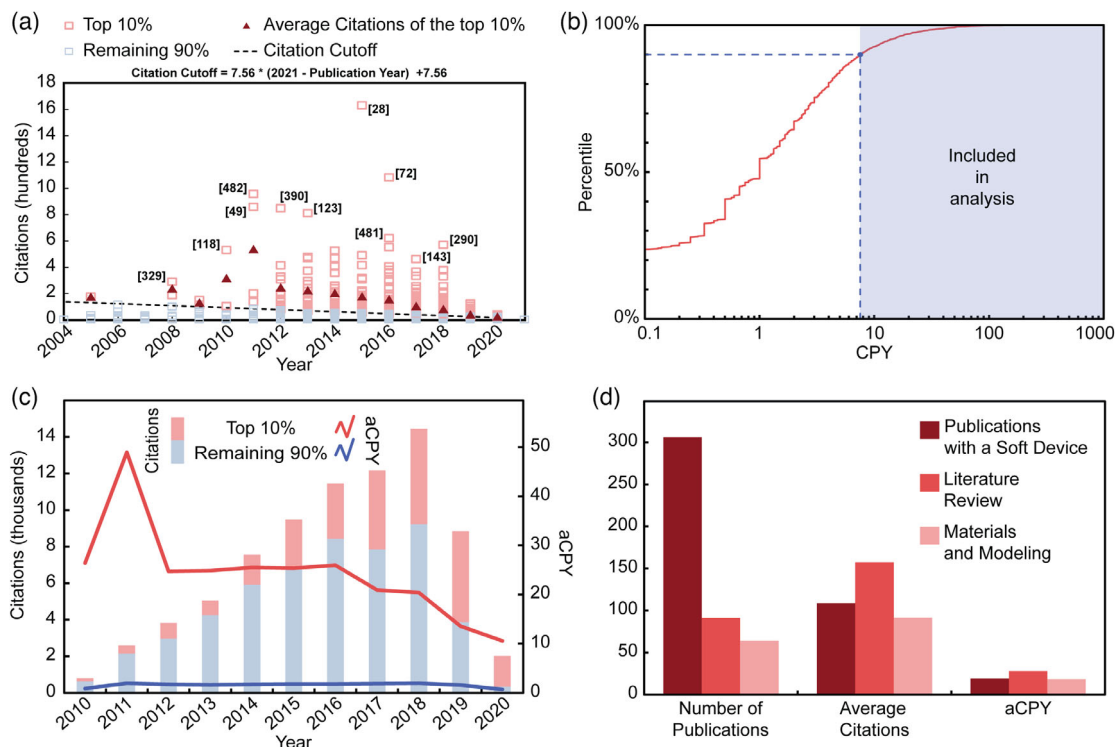 (a)
Top 10%
Average Citations of the top 10%
Remaining 90%
Citation Cutoff
Citation Cutoff = 7.56 * (2021 - Publication Year) +7.56
Citations (hundreds)
18
16
14
12
10
8
6
4
2
0
[28]
[72]
[482]
[49]
[390]
[123]
[118]
[481]
[290]
[143]
[329]
2004
2006
2008
2010
2012
2014
2016
2018
2020
Year
(b)
Percentile
100%
50%
0%
Included
in
analysis
0.1
1
10
100
1000
CPY
(c)
Citations
Top 10%
Remaining 90%
aCPY
Citations (thousands)
14
12
10
8
6
4
2
0
50
40
30
20
10
0
aCPY
2010
2011
2012
2013
2014
2015
2016
2017
2018
2019
2020
Year
(d)
300
250
200
150
100
50
0
Publications
with a Soft Device
Literature
Review
Materials
and Modeling
Number of
Publications
Average
Citations
aCPY